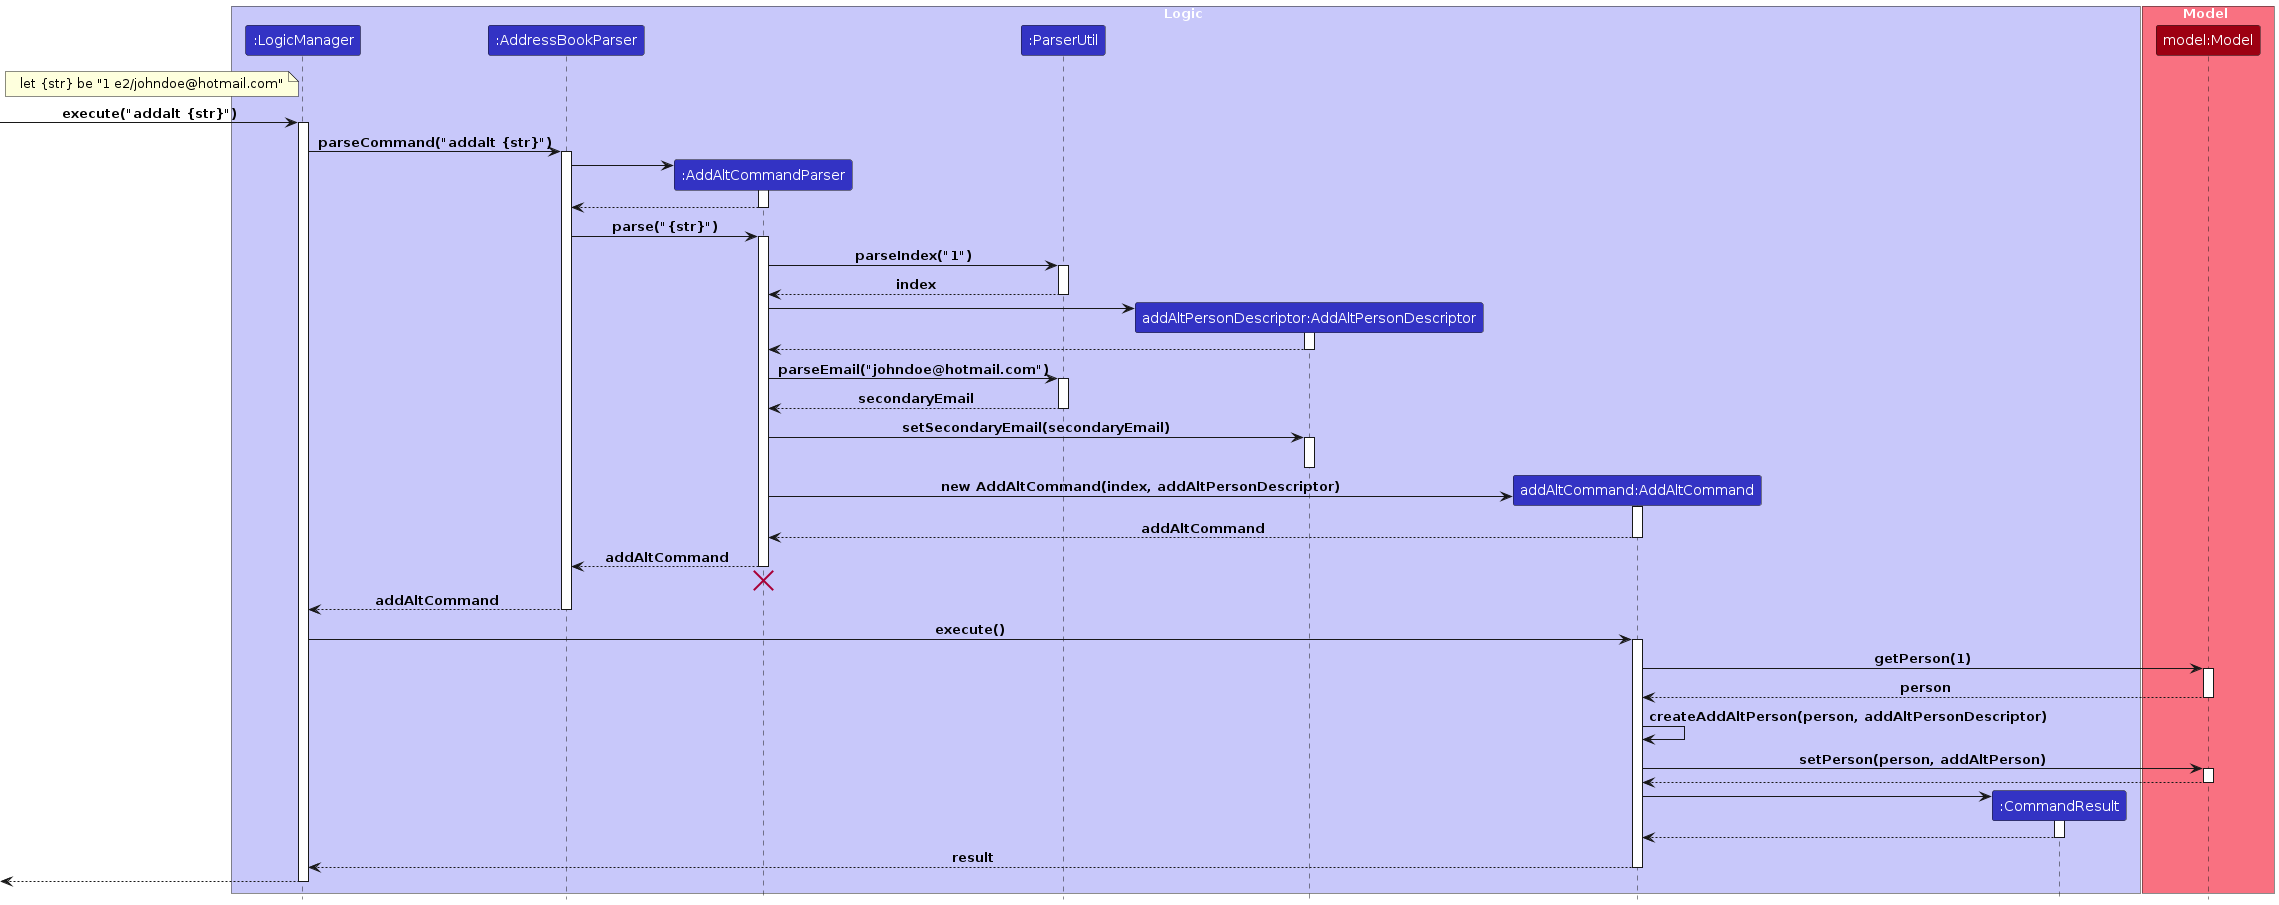 Logic
Model
:LogicManager
:AddressBookParser
:ParserUtil
model:Model
let {str} be "1 e2/johndoe@hotmail.com"
execute("addalt {str}")
parseCommand("addalt {str}")
:AddAltCommandParser
parse("{str}")
parseIndex("1")
index
addAltPersonDescriptor:AddAltPersonDescriptor
parseEmail("johndoe@hotmail.com")
secondaryEmail
setSecondaryEmail(secondaryEmail)
new AddAltCommand(index, addAltPersonDescriptor)
addAltCommand:AddAltCommand
addAltCommand
addAltCommand
addAltCommand
execute()
getPerson(1)
person
createAddAltPerson(person, addAltPersonDescriptor)
setPerson(person, addAltPerson)
:CommandResult
result